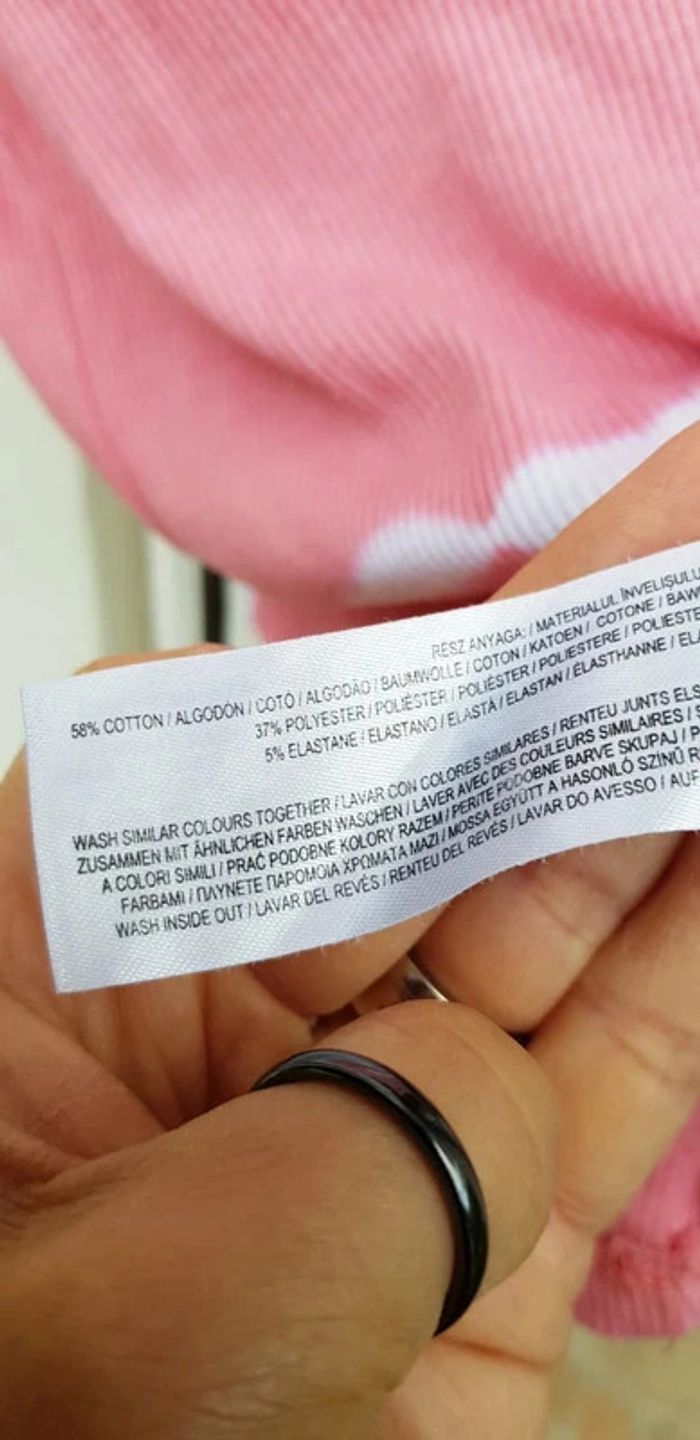 RÉSZ ANYAGA: / MATERIALUL ÎNVELIȘULU
58% COTTON / ALGODÓN / COTÓ / ALGODÃO / BAUMWOLLE / COTON / KATOEN / COTONE / BAW
37% POLYESTER / POLIÉSTER / POLIÈSTER / POLIESTERE / POLIESTE
5% ELASTANE / ELASTANO / ELASTÀ / ELASTAN / ÉLASTHANNE / ELA
WASH SIMILAR COLOURS TOGETHER / LAVAR CON COLORES SIMILARES / RENTEU JUNTS ELS
ZUSAMMEN MIT ÄHNLICHEN FARBEN WASCHEN / LAVER AVEC DES COULEURS SIMILAIRES /
A COLORI SIMILI / PRAĆ PODOBNE KOLORY RAZEM / PERITE PODOBNE BARVE SKUPAJ / P
FARBAMI / ΠΛΥΝΕΤΕ ΠΑΡΟΜΟΙΑ ΧΡΩΜΑΤΑ ΜΑΖΙ / MOSSA EGYÜTT A HASONLÓ SZÍNŰ R
WASH INSIDE OUT / LAVAR DEL REVÉS / RENTEU DEL REVÉS / LAVAR DO AVESSO / AUF